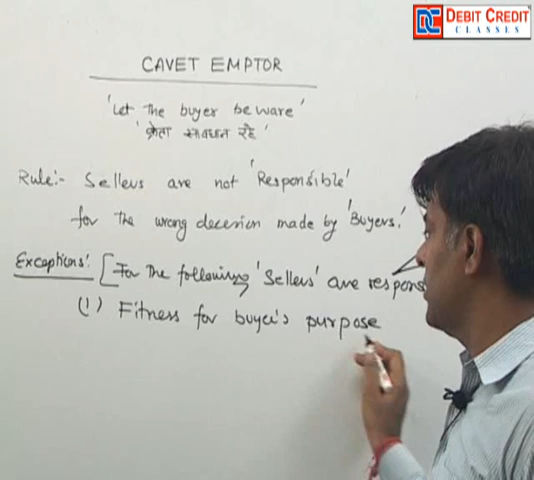 DEBIT CREDIT
CLASSES
CAVET EMPTOR
'Let the buyer beware'
'क्रेता सावधान रहे'
Rule:- Sellers are not 'Responsible'
for the wrong decesion made by 'Buyers.'
Exceptions: [For the following 'Sellers' are respons
(1) Fitness for buyer's purpose